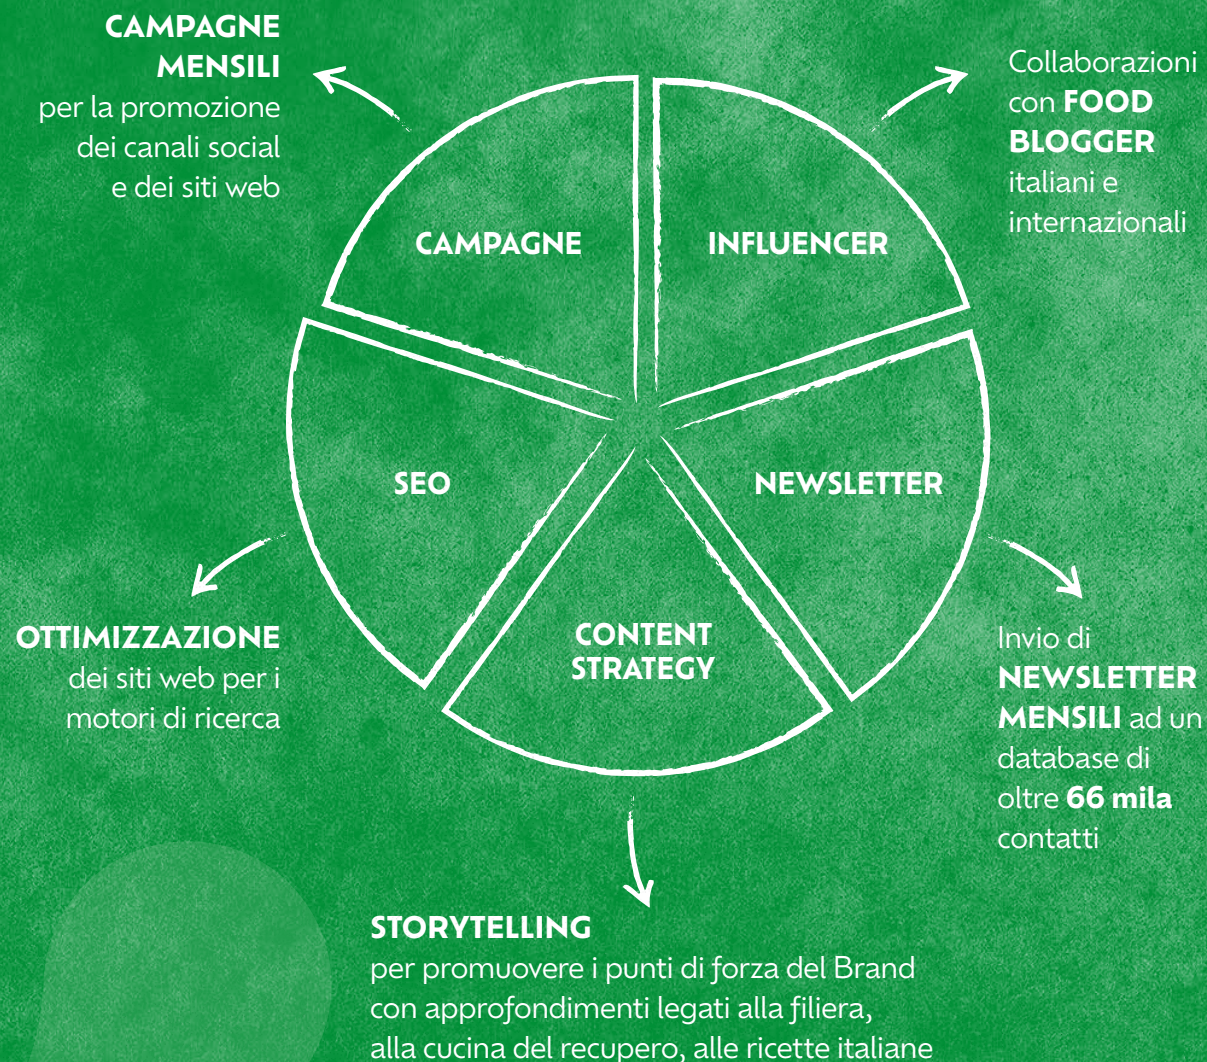 CAMPAGNE
MENSILI
per la promozione
dei canali social
e dei siti web
Collaborazioni
con FOOD
BLOGGER
italiani e
internazionali
CAMPAGNE
INFLUENCER
SEO
NEWSLETTER
CONTENT
STRATEGY
OTTIMIZZAZIONE
dei siti web per i
motori di ricerca
Invio di
NEWSLETTER
MENSILI ad un
database di
oltre 66 mila
contatti
STORYTELLING
per promuovere i punti di forza del Brand
con approfondimenti legati alla filiera,
alla cucina del recupero, alle ricette italiane